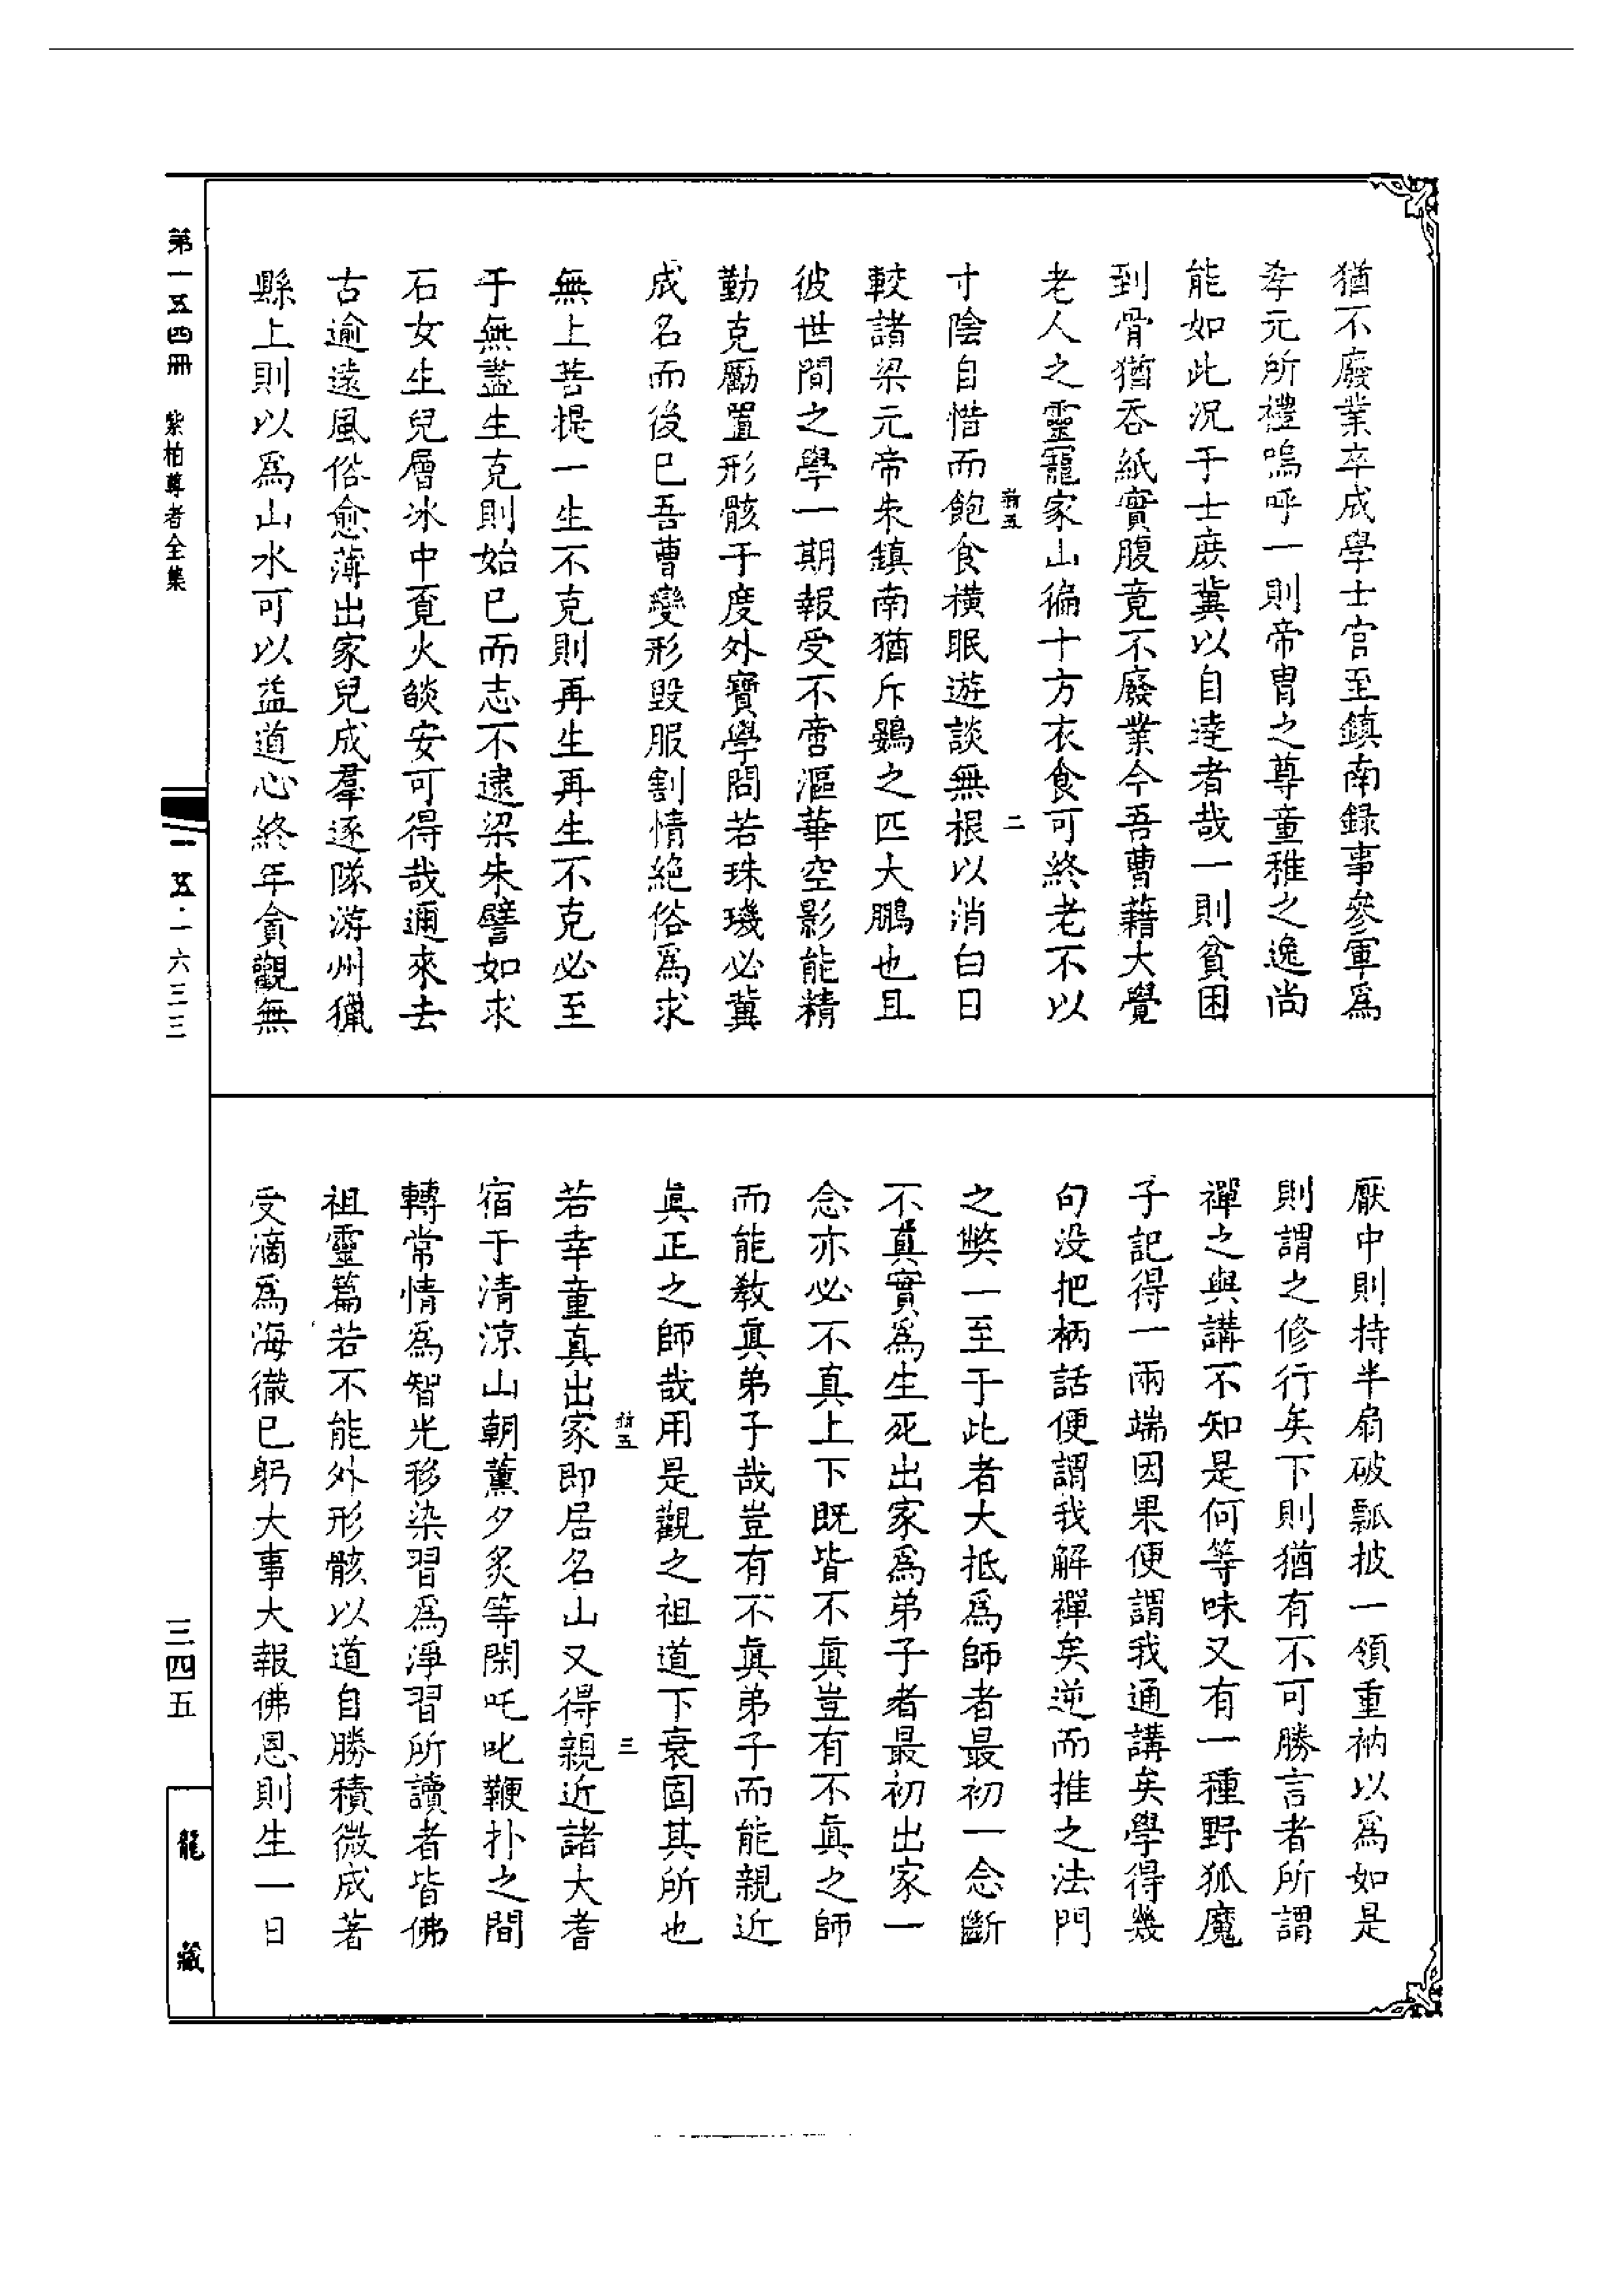 猶不廢業卒成學士官至鎮南録事參軍爲
孝元所禮嗚呼一則帝胄之尊童稚之逸尚
能如此况于士庶冀以自逹者哉一則貧困
到骨猶吞紙實腹竟不廢業今吾曹藉大覺
老人之靈寵家山徧十方衣食可終老不以
二
寸陰自惜而飽食橫眠遊談無根以消白日
較諸梁元帝朱鎮南猶斥鷃之匹大鵬也且
彼世間之學一期報受不啻漚華空影能精
勤克勵置形骸于度外寶學問若珠璣必冀
成名而後已吾曹變形毀服割情絶俗爲求
無上菩提一生不克則再生再生不克必至
于無盡生克則始已而志不逮梁朱譬如求
石女生兒層冰中覔火燄安可得哉邇來去
古逾遠風俗愈薄出家兒成羣逐隊游州獵
縣上則以爲山水可以益道心終年貪觀無
厭中則持半扇破瓢披一領重衲以爲如是
則謂之修行矣下則猶有不可勝言者所謂
禪之與講不知是何等味又有一種野狐魔
子記得一兩端因果便謂我通講矣學得幾
句没把柄話便謂我解禪矣逆而推之法門
之弊一至于此者大抵爲師者最初一念斷
不真實爲生死出家爲弟子者最初出家一
念亦必不真上下既皆不眞豈有不眞之師
而能教眞弟子哉豈有不眞弟子而能親近
眞正之師哉用是觀之祖道下衰固其所也
三
若幸童真出家即居名山又得親近諸大耆
宿于清涼山朝薰夕炙等閑吒叱鞭扑之間
轉常情爲智光移染習爲淨習所讀者皆佛
祖靈篇若不能外形骸以道自勝積微成著
受滴爲海徹已躬大事大報佛恩則生一日
第一五四冊 紫柏尊者全集
一五·一六三三
三四五
龍藏